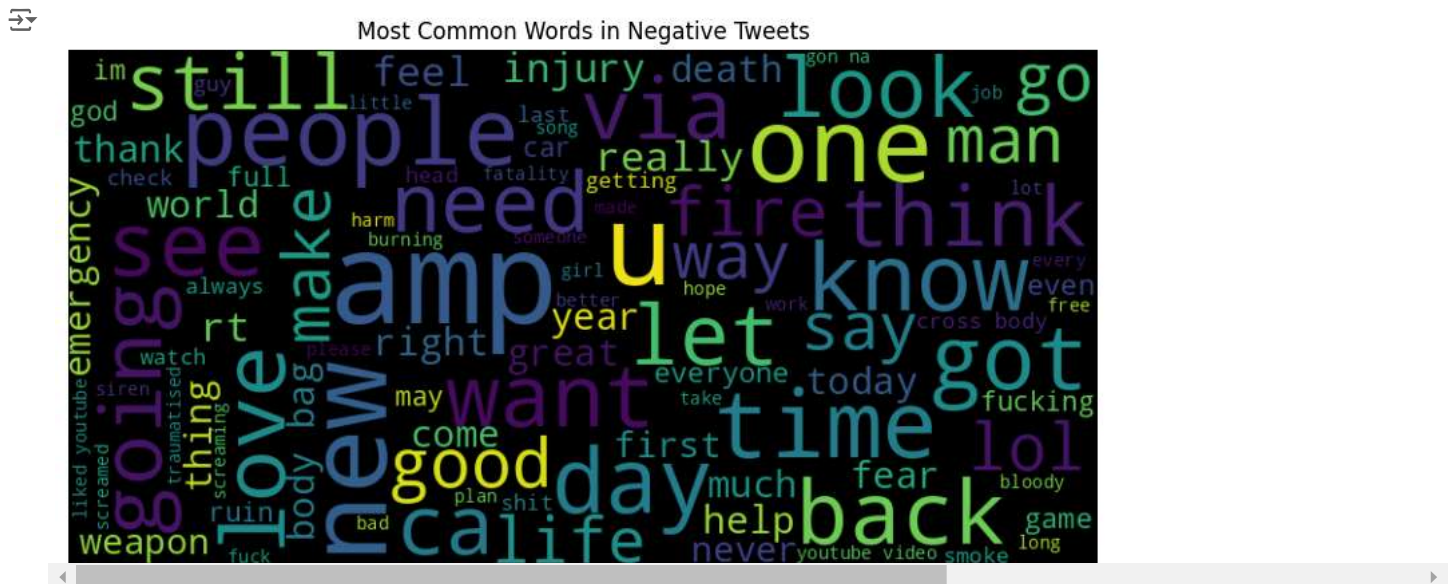 Most Common Words in Negative Tweets
im
still
guy
feel
injury
death
gon na
look
job
go
god
little
people
last
song
via
one
man
thank
car
really
check
full
head
fatality
getting
need
lot
world
made
fire
think
emergency
see
make
harm
burning
someone
u
way
know
every
always
amp
girl
hope
even
better
work
free
going
rt
year
let
say
cross body
please
right
great
got
watch
everyone
today
siren
love
bag
new
may
want
take
fucking
liked youtube
traumatised
thing
screaming
come
first
time
lol
good
day
much
fear
bloody
screamed
ruin
body
plan
shit
back
bad
help
game
weapon
ca
life
never
long
fuck
youtube video
smoke